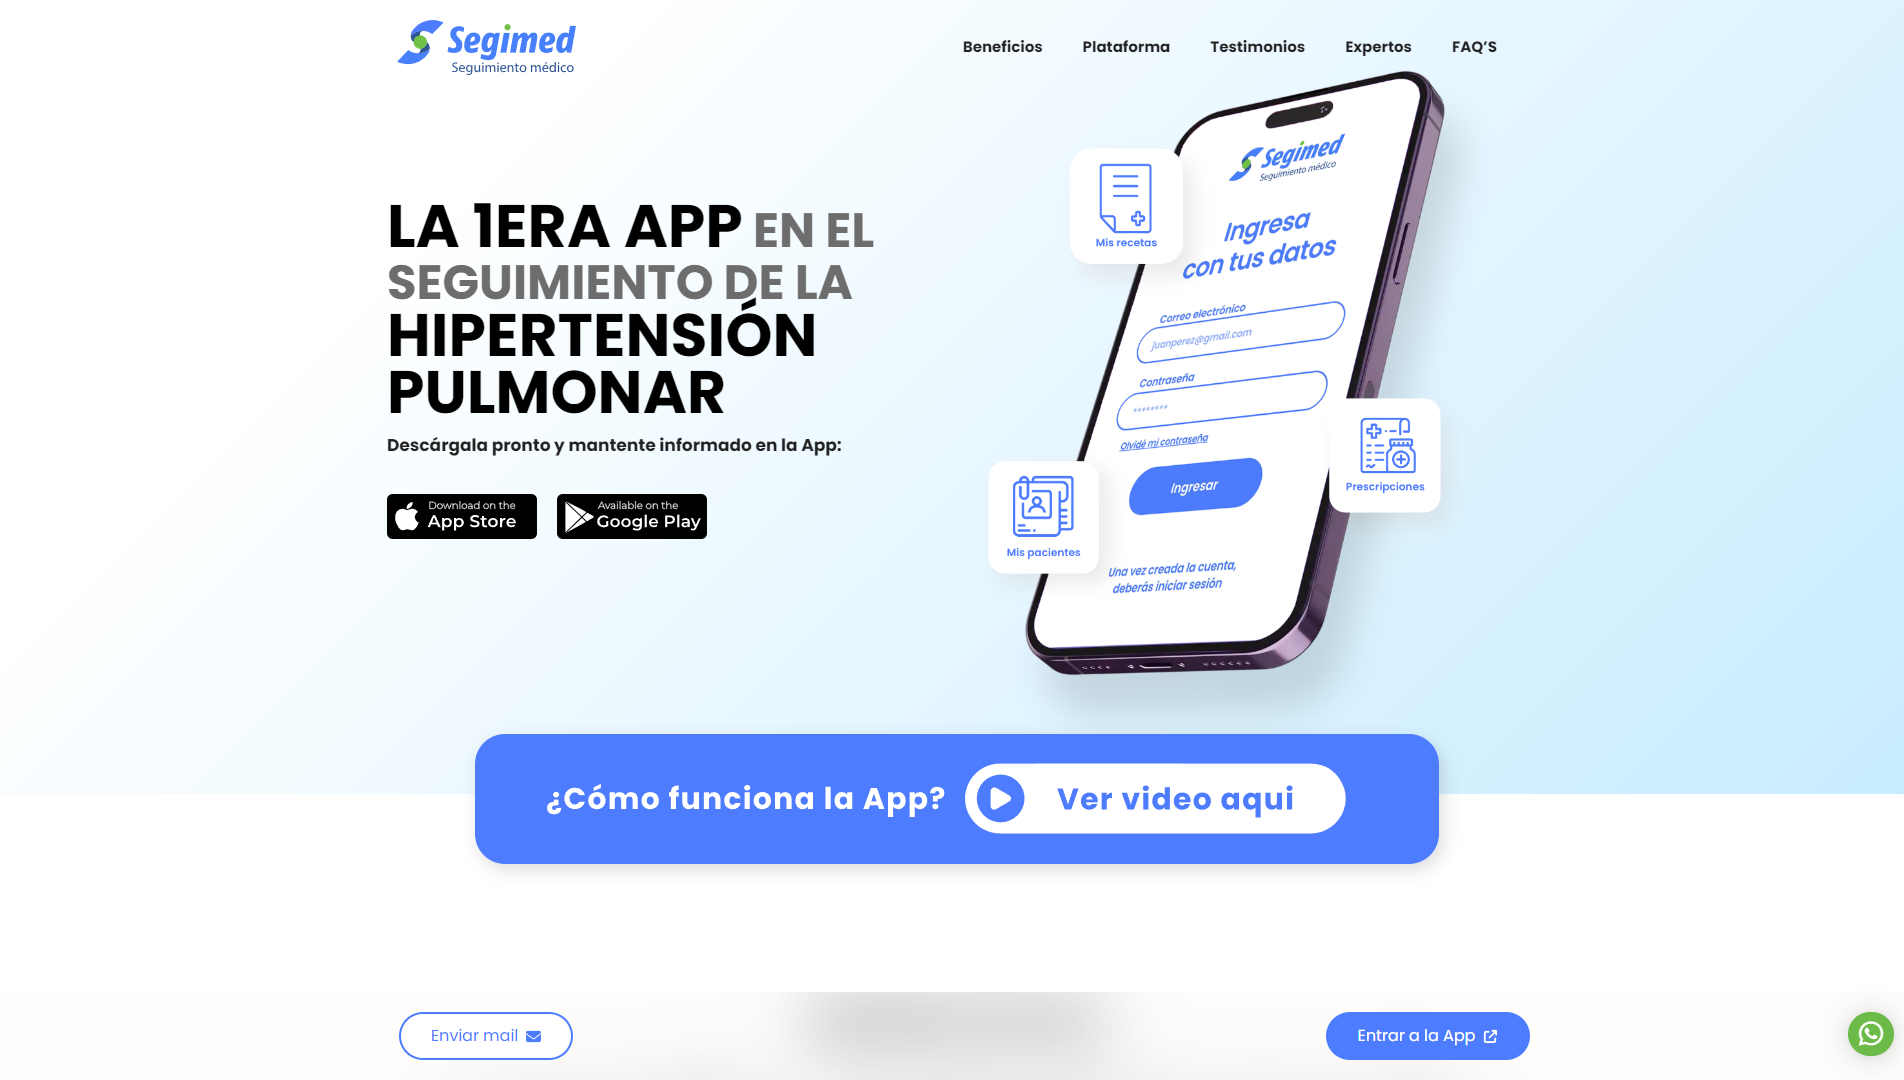 Segimed
Seguimiento médico
Beneficios
Plataforma
Testimonios
Expertos
FAQ'S
LA 1ERA APP EN EL
SEGUIMIENTO DE LA
HIPERTENSIÓN
PULMONAR
Descárgala pronto y mantente informado en la App:
Download on the
App Store
Available on the
Google Play
Segimed
Seguimiento médico
Ingresa
con tus datos
Correo electrónico
juanperez@gmail.com
Contraseña
********
Olvidé mi contraseña
Ingresar
Una vez creada la cuenta,
deberás iniciar sesión
Mis recetas
Prescripciones
Mis pacientes
¿Cómo funciona la App?
Ver video aqui
Enviar mail
Entrar a la App